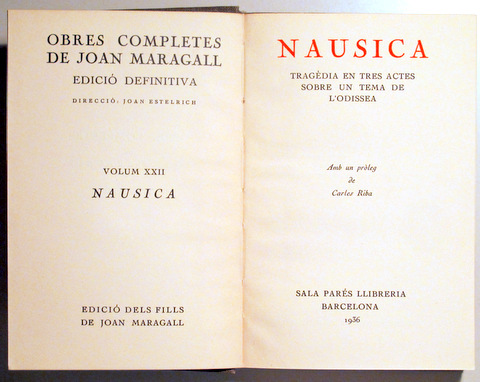 OBRES COMPLETES
DE JOAN MARAGALL
EDICIÓ DEFINITIVA
DIRECCIÓ: JOAN ESTELRICH
VOLUM XXII
NAUSICA
EDICIÓ DELS FILLS
DE JOAN MARAGALL
NAUSICA
TRAGÈDIA EN TRES ACTES
SOBRE UN TEMA DE
L'ODISSEA
Amb un pròleg
de
Carles Riba
SALA PARÉS LLIBRERIA
BARCELONA
1936